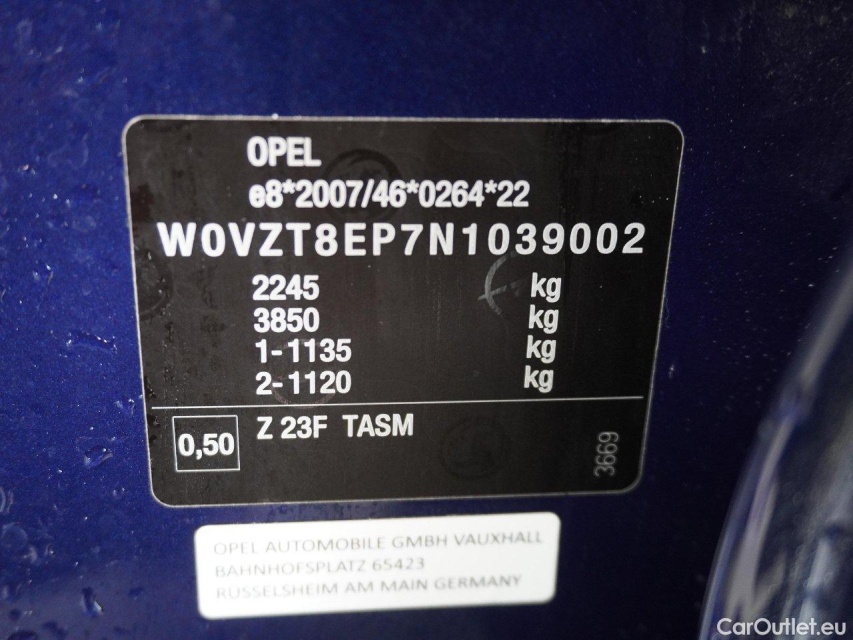 OPEL
e8*2007/46*0264*22
W0VZT8EP7N1039002
2245 kg
3850 kg
1-1135 kg
2-1120 kg
0,50 Z 23F TASM
3669
OPEL AUTOMOBILE GMBH VAUXHALL
BAHNHOFSPLATZ 65423
RUSSELSHEIM AM MAIN GERMANY
CarOutlet.eu